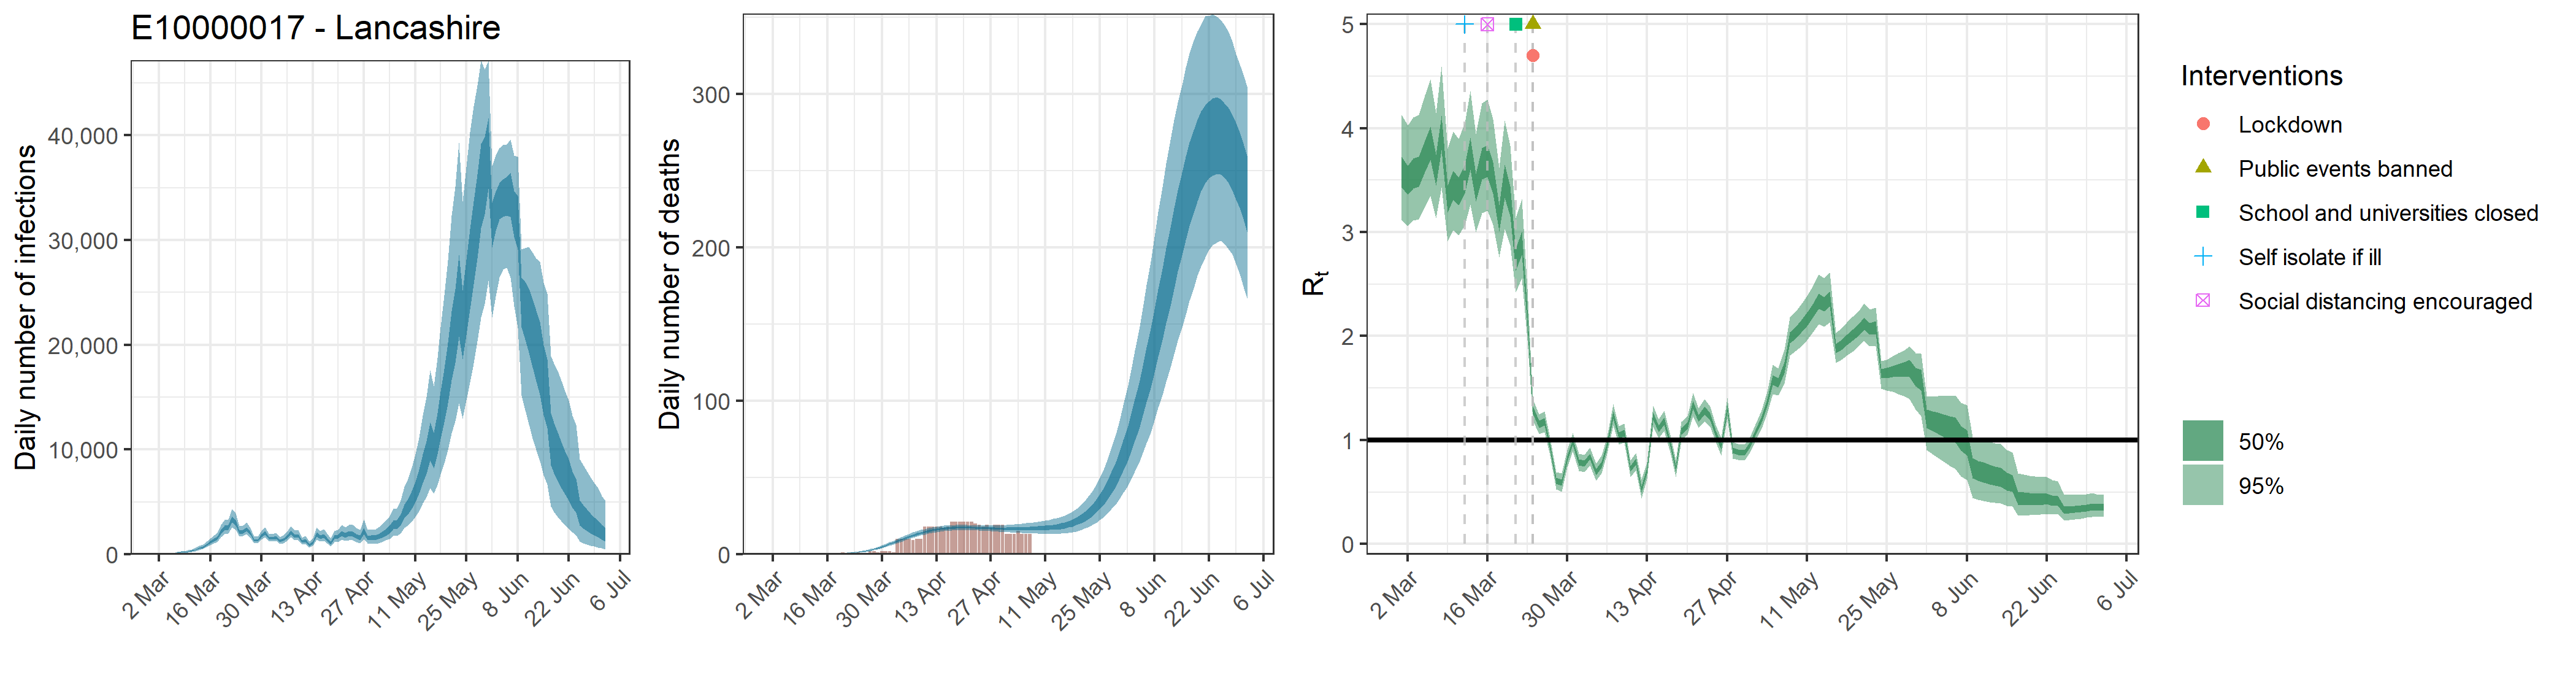 E10000017 - Lancashire
Daily number of infections
40,000
30,000
20,000
10,000
0
2 Mar
16 Mar
30 Mar
13 Apr
27 Apr
11 May
25 May
8 Jun
22 Jun
6 Jul
Daily number of deaths
300
200
100
0
2 Mar
16 Mar
30 Mar
13 Apr
27 Apr
11 May
25 May
8 Jun
22 Jun
6 Jul
Rt
5
4
3
2
1
0
2 Mar
16 Mar
30 Mar
13 Apr
27 Apr
11 May
25 May
8 Jun
22 Jun
6 Jul
Interventions
Lockdown
Public events banned
School and universities closed
Self isolate if ill
Social distancing encouraged
50%
95%